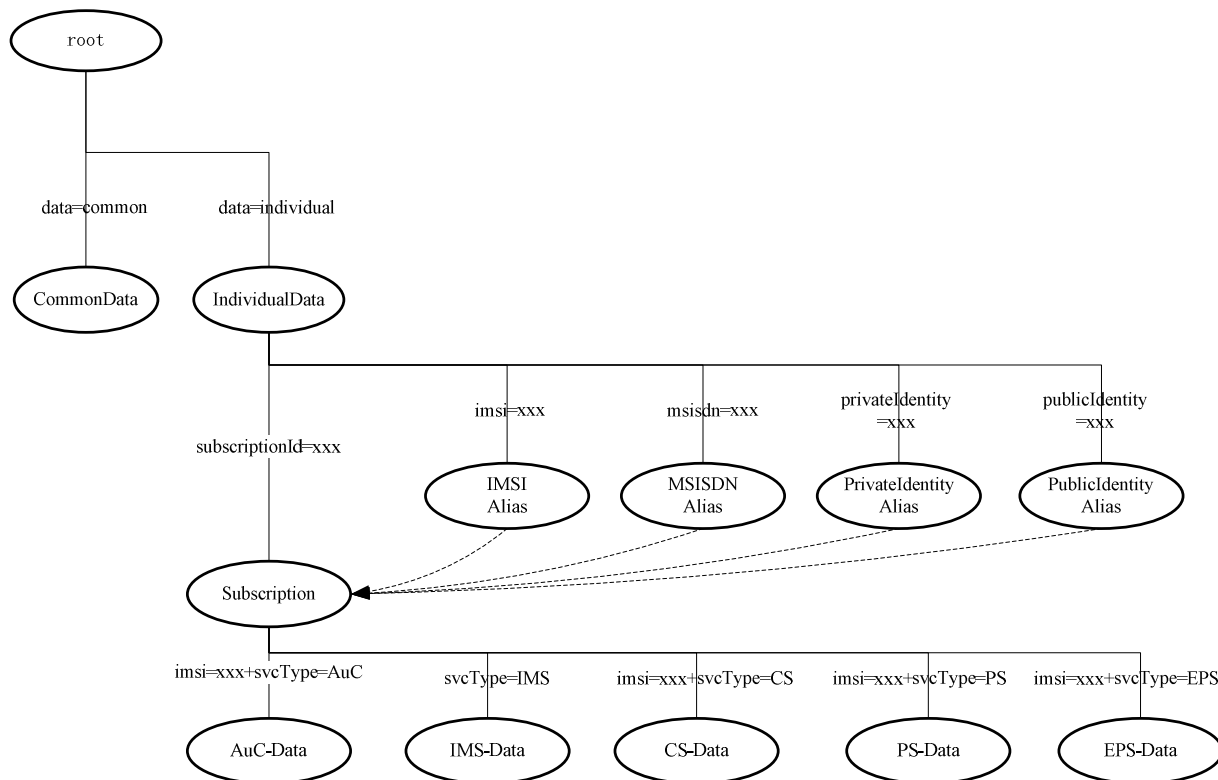 root
data=common
data=individual
CommonData
IndividualData
imsi=xxx
msisdn=xxx
privateIdentity
=xxx
publicIdentity
=xxx
subscriptionId=xxx
IMSI
Alias
MSISDN
Alias
PrivateIdentity
Alias
PublicIdentity
Alias
Subscription
imsi=xxx+svcType=AuC
svcType=IMS
imsi=xxx+svcType=CS
imsi=xxx+svcType=PS
imsi=xxx+svcType=EPS
AuC-Data
IMS-Data
CS-Data
PS-Data
EPS-Data